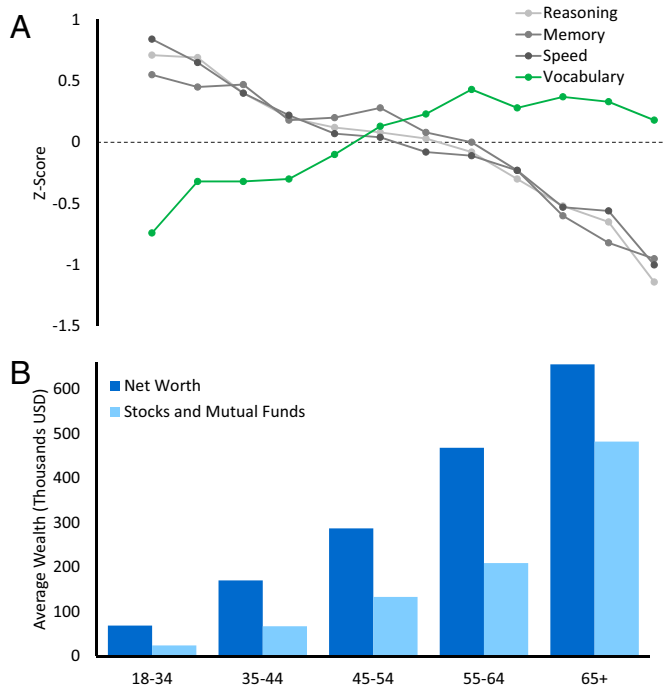 A
1
0.5
0
-0.5
-1
-1.5
Z-Score
Reasoning
Memory
Speed
Vocabulary
B
600
500
400
300
200
100
0
Average Wealth (Thousands USD)
Net Worth
Stocks and Mutual Funds
18-34 35-44 45-54 55-64 65+